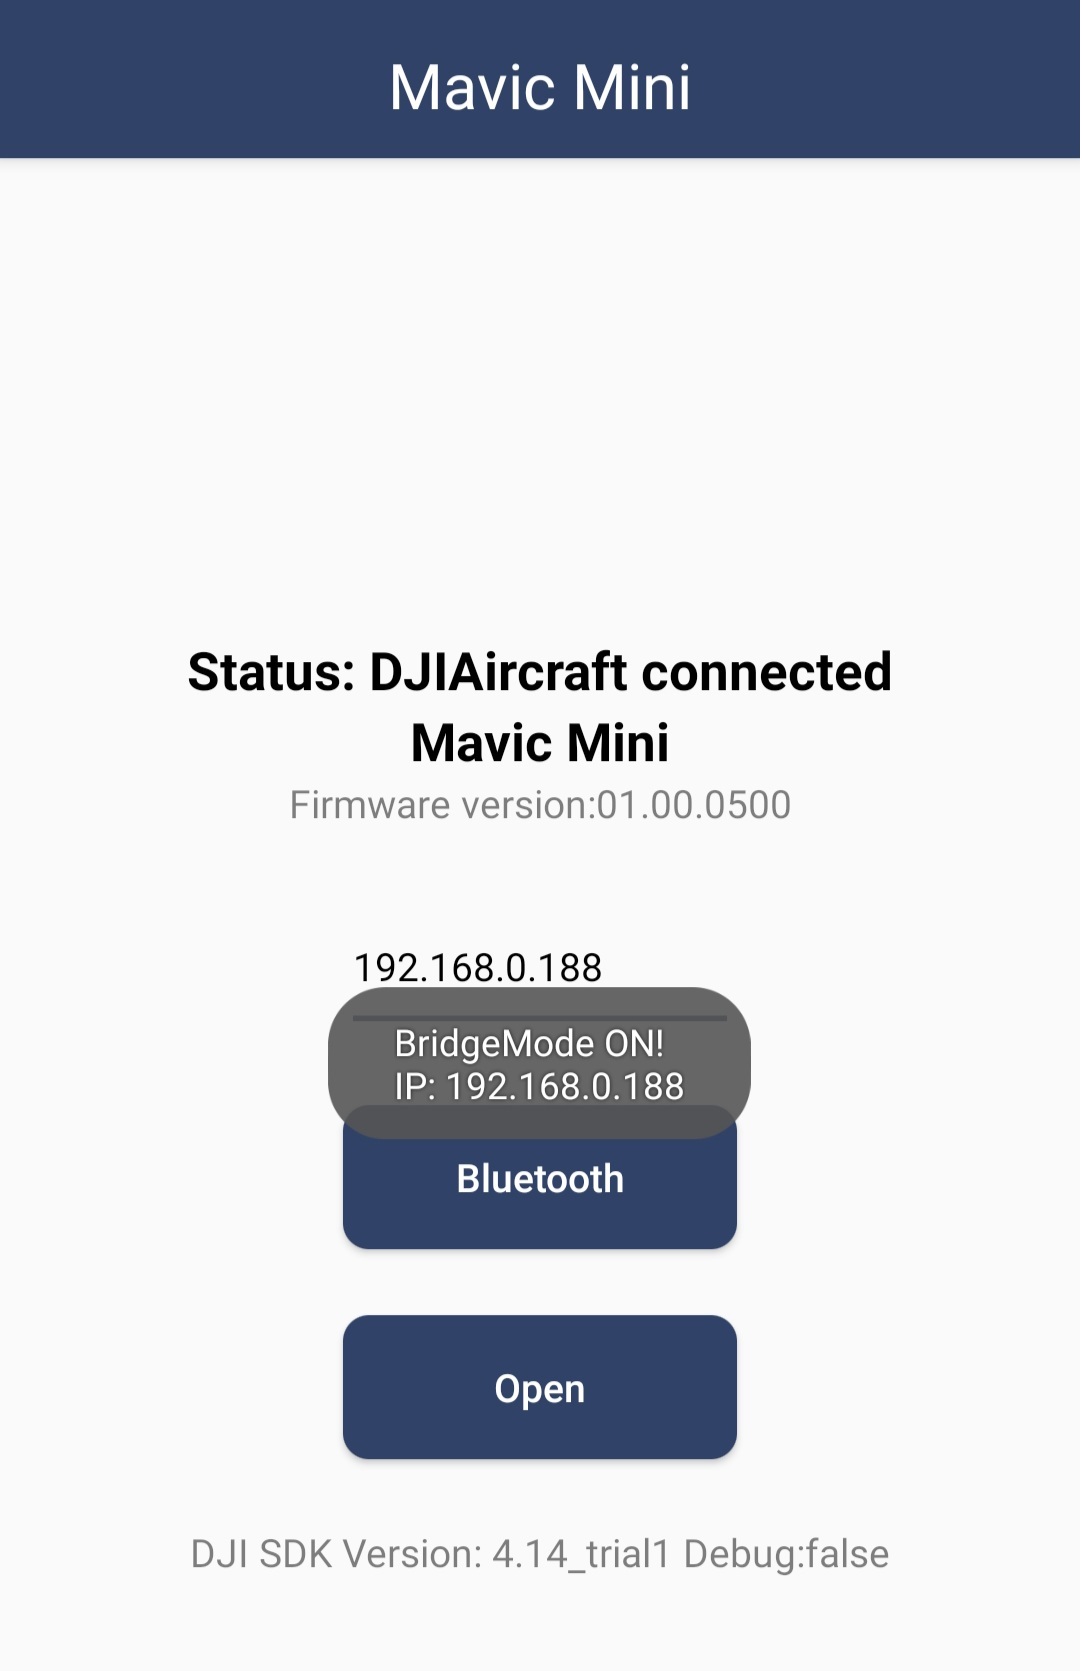 Mavic Mini
Status: DJIAircraft connected
Mavic Mini
Firmware version:01.00.0500
192.168.0.188
BridgeMode ON!
IP: 192.168.0.188
Bluetooth
Open
DJI SDK Version: 4.14_trial1 Debug:false